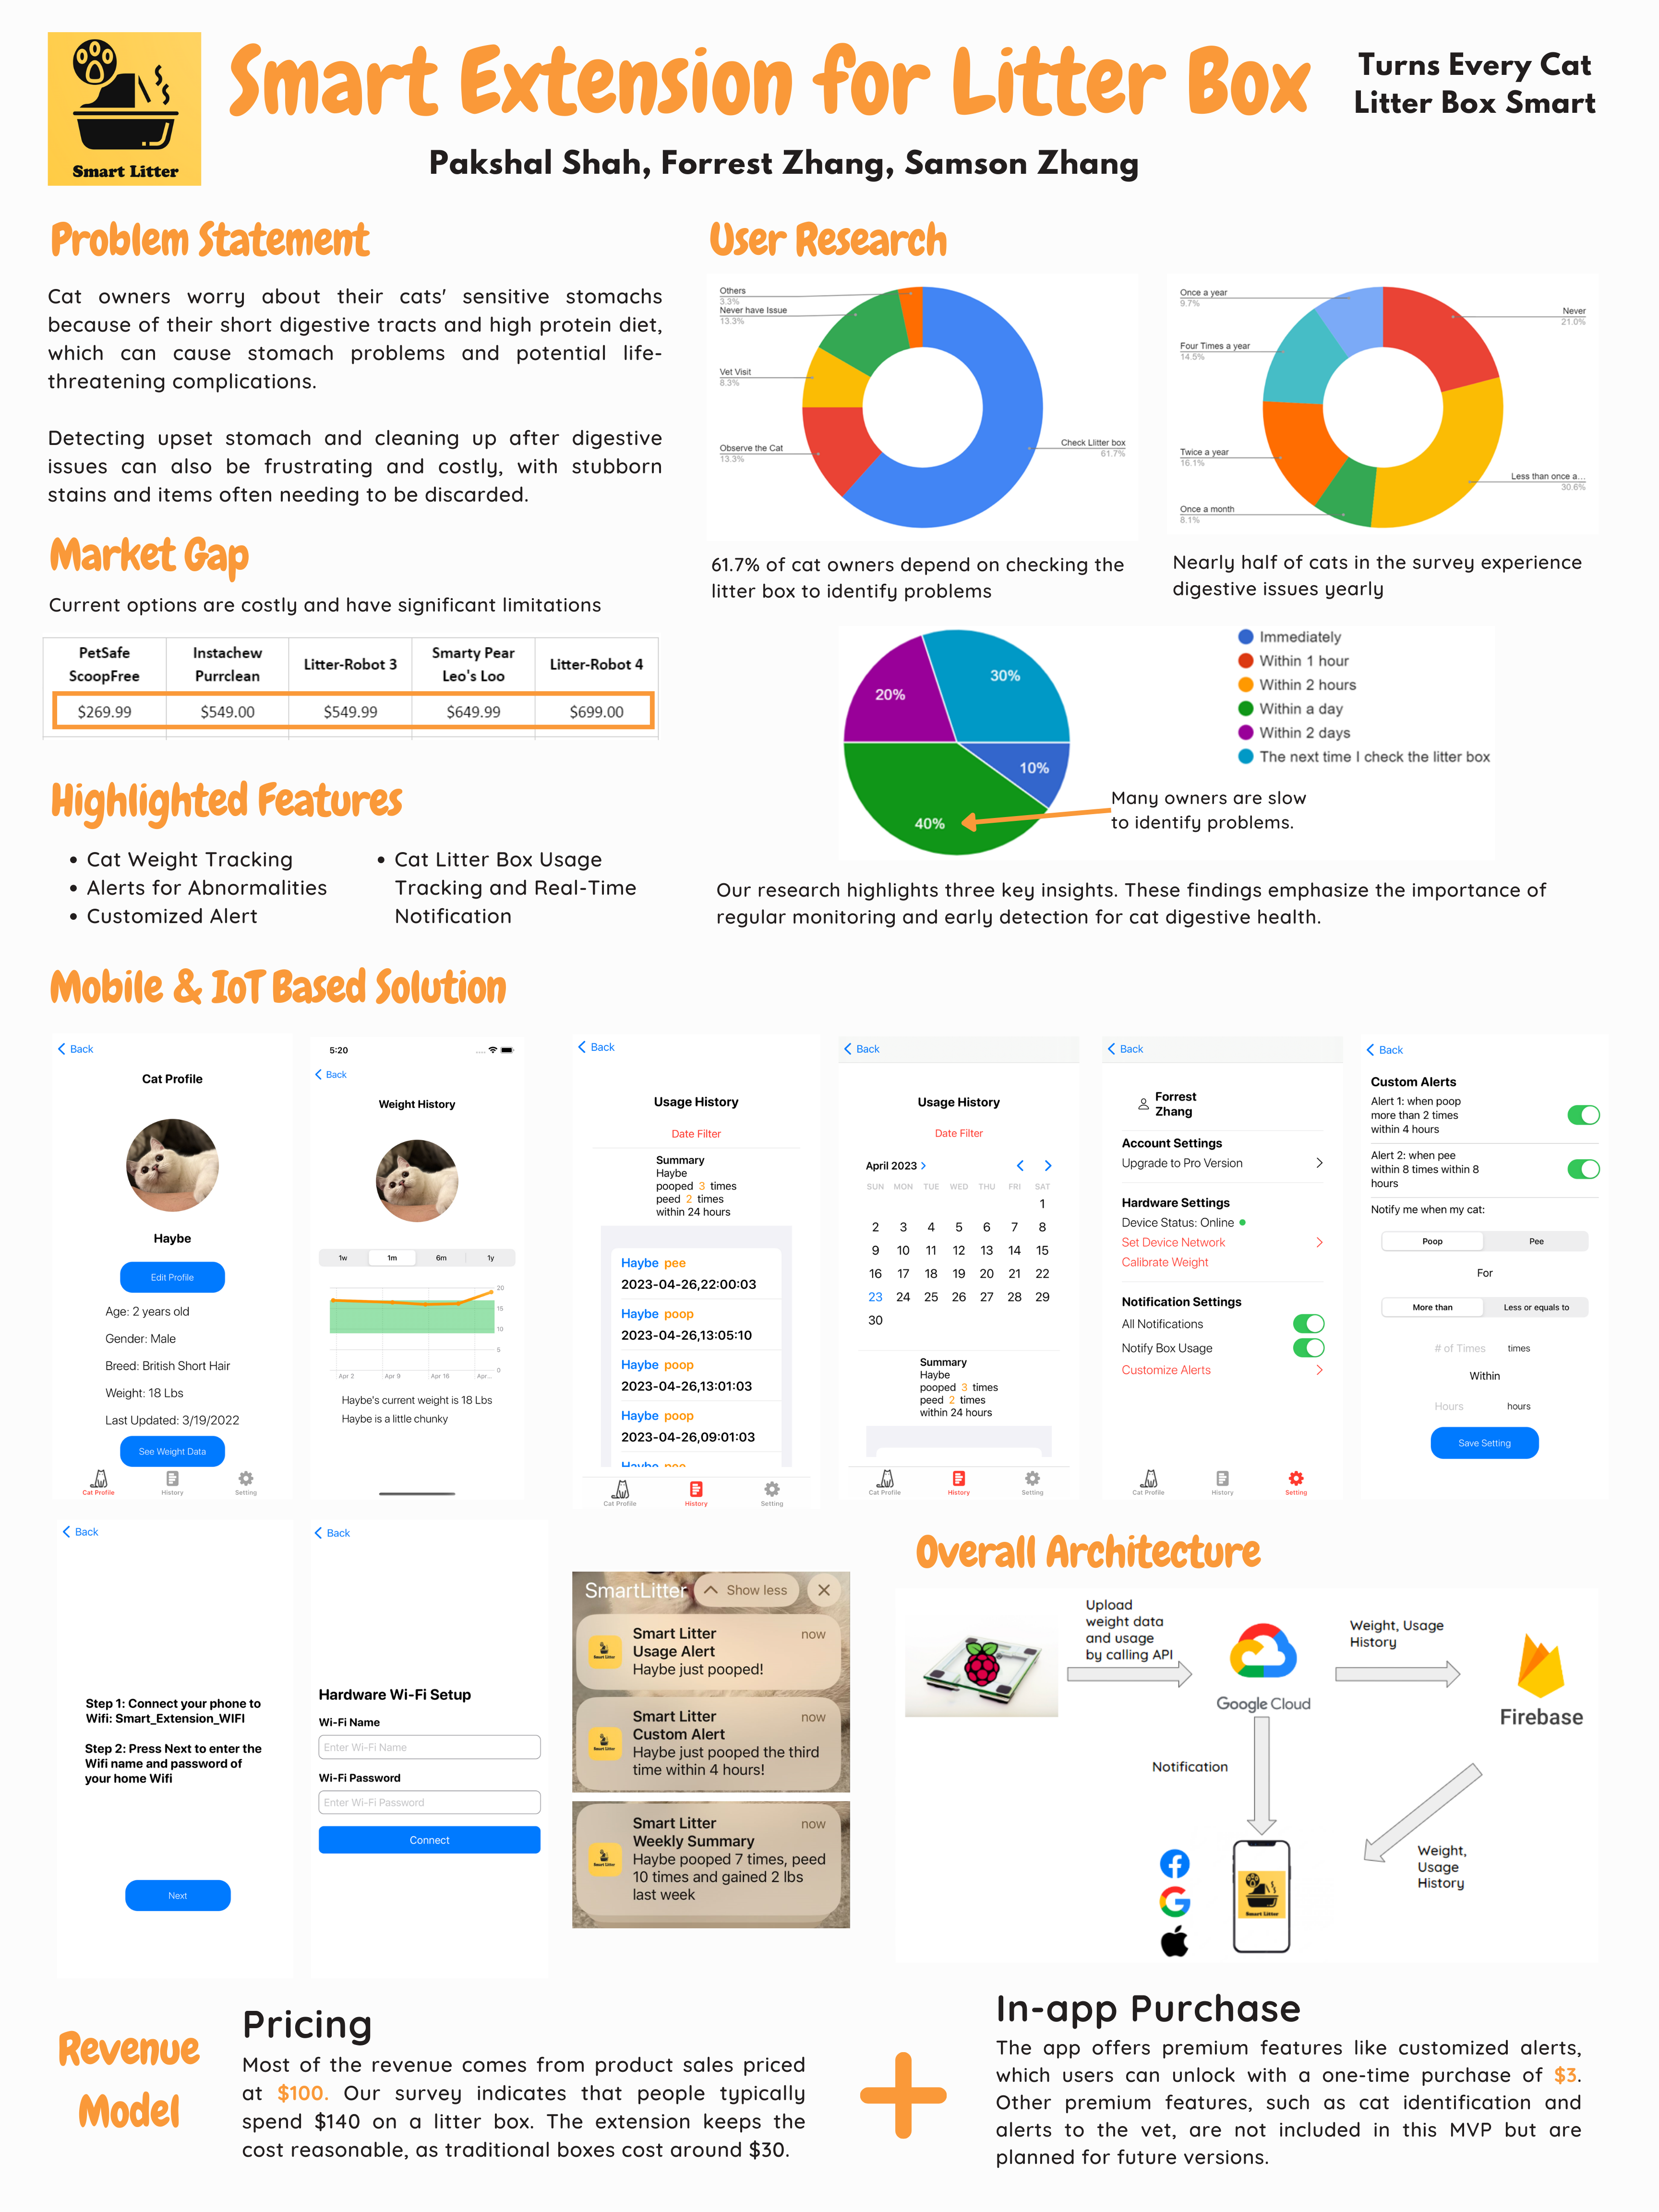 Smart Litter
Smart Extension for Litter Box
Turns Every Cat
Litter Box Smart
Pakshal Shah, Forrest Zhang, Samson Zhang
Problem Statement
Cat owners worry about their cats' sensitive stomachs
because of their short digestive tracts and high protein diet,
which can cause stomach problems and potential life-
threatening complications.
Detecting upset stomach and cleaning up after digestive
issues can also be frustrating and costly, with stubborn
stains and items often needing to be discarded.
Market Gap
Current options are costly and have significant limitations
PetSafe
ScoopFree
Instachew
Purrclean
Litter-Robot 3
Smarty Pear
Leo's Loo
Litter-Robot 4
$269.99
$549.00
$549.99
$649.99
$699.00
Highlighted Features
• Cat Weight Tracking
• Alerts for Abnormalities
• Customized Alert
• Cat Litter Box Usage
Tracking and Real-Time
Notification
User Research
Others
3.3%
Never have Issue
13.3%
Vet Visit
8.3%
Observe the Cat
13.3%
Check Llitter box
61.7%
61.7% of cat owners depend on checking the
litter box to identify problems
Once a year
9.7%
Four Times a year
14.5%
Twice a year
16.1%
Once a month
8.1%
Never
21.0%
Less than once a...
30.6%
Nearly half of cats in the survey experience
digestive issues yearly
20%
30%
10%
40%
Immediately
Within 1 hour
Within 2 hours
Within a day
Within 2 days
The next time I check the litter box
Many owners are slow
to identify problems.
Our research highlights three key insights. These findings emphasize the importance of
regular monitoring and early detection for cat digestive health.
Mobile & IoT Based Solution
Back
Cat Profile
Haybe
Edit Profile
Age: 2 years old
Gender: Male
Breed: British Short Hair
Weight: 18 Lbs
Last Updated: 3/19/2022
See Weight Data
Cat Profile
History
Setting
5:20
Back
Weight History
1w
1m
6m
1y
20
15
10
5
0
Apr 2
Apr 9
Apr 16
Apr...
Haybe's current weight is 18 Lbs
Haybe is a little chunky
Back
Usage History
Date Filter
Summary
Haybe
pooped 3 times
peed 2 times
within 24 hours
Haybe pee
2023-04-26,22:00:03
Haybe poop
2023-04-26,13:05:10
Haybe poop
2023-04-26,13:01:03
Haybe poop
2023-04-26,09:01:03
Haybe
Cat Profile
History
Setting
Back
Usage History
Date Filter
April 2023
SUN MON TUE WED THU FRI SAT
1
2 3 4 5 6 7 8
9 10 11 12 13 14 15
16 17 18 19 20 21 22
23 24 25 26 27 28 29
30
Summary
Haybe
pooped 3 times
peed 2 times
within 24 hours
Cat Profile
History
Setting
Back
Forrest
Zhang
Account Settings
Upgrade to Pro Version
Hardware Settings
Device Status: Online
Set Device Network
Calibrate Weight
Notification Settings
All Notifications
Notify Box Usage
Customize Alerts
Cat Profile
History
Setting
Back
Custom Alerts
Alert 1: when poop
more than 2 times
within 4 hours
Alert 2: when pee
within 8 times within 8
hours
Notify me when my cat:
Poop
Pee
For
More than
Less or equals to
# of Times times
Within
Hours hours
Save Setting
Back
Step 1: Connect your phone to
Wifi: Smart_Extension_WIFI
Step 2: Press Next to enter the
Wifi name and password of
your home Wifi
Next
Back
Hardware Wi-Fi Setup
Wi-Fi Name
Enter Wi-Fi Name
Wi-Fi Password
Enter Wi-Fi Password
Connect
SmartLitter
Show less
Smart Litter
now
Usage Alert
Haybe just pooped!
Smart Litter
now
Custom Alert
Haybe just pooped the third
time within 4 hours!
Smart Litter
now
Weekly Summary
Haybe pooped 7 times, peed
10 times and gained 2 lbs
last week
Overall Architecture
Upload
weight data
and usage
by calling API
Google Cloud
Weight, Usage
History
Firebase
Notification
Weight,
Usage
History
Smart Litter
Revenue
Model
Pricing
Most of the revenue comes from product sales priced
at $100. Our survey indicates that people typically
spend $140 on a litter box. The extension keeps the
cost reasonable, as traditional boxes cost around $30.
In-app Purchase
The app offers premium features like customized alerts,
which users can unlock with a one-time purchase of $3.
Other premium features, such as cat identification and
alerts to the vet, are not included in this MVP but are
planned for future versions.